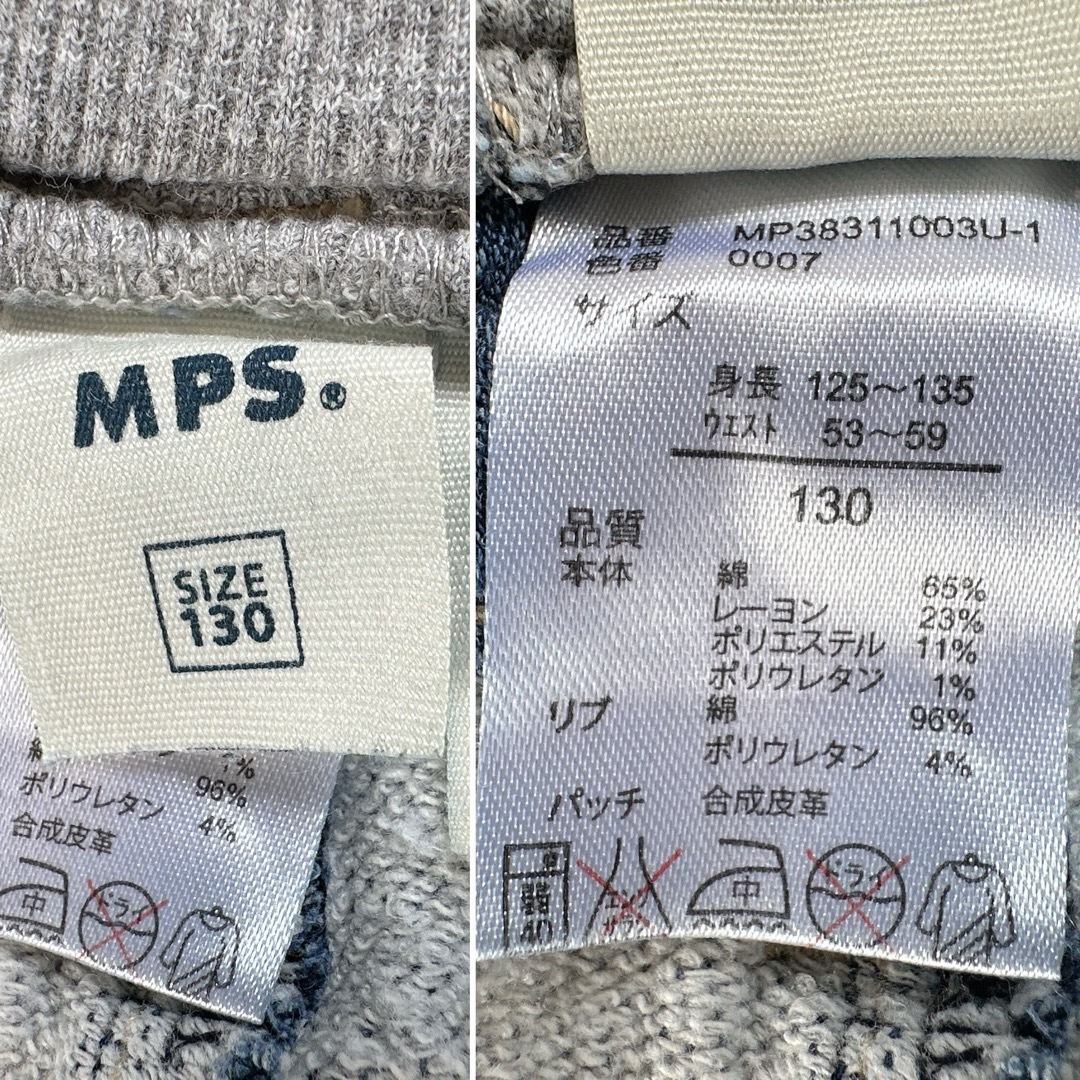 MPS.®
SIZE
130
%
96%
ポリウレタン 4%
合成皮革
中
ドライ
品番 MP38311003U-1
色番 0007
サイズ
身長 125～135
ウエスト 53～59
130
品質
本体 綿 65%
レーヨン 23%
ポリエステル 11%
ポリウレタン 1%
リブ 綿 96%
ポリウレタン 4%
パッチ 合成皮革
弱
40
中
ドライ